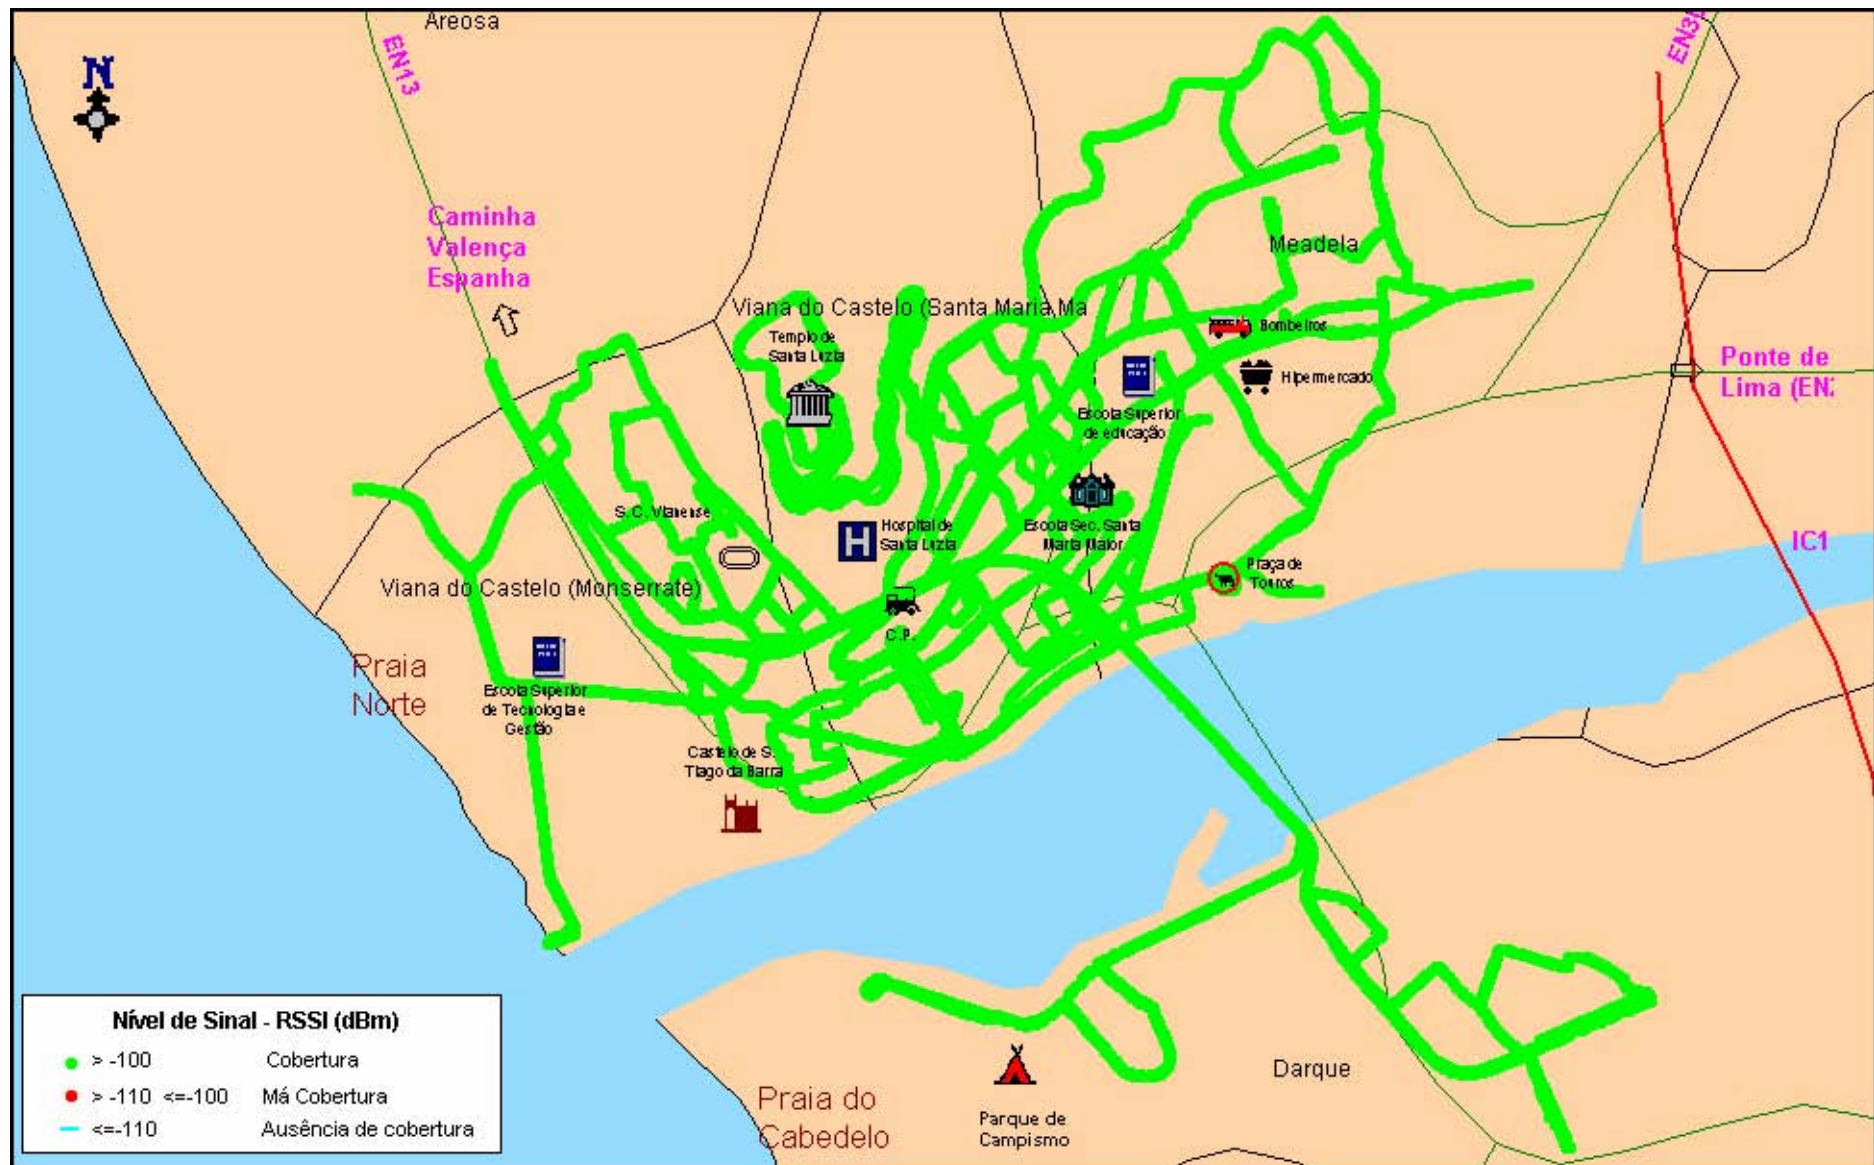 Areosa
EN13
N
Caminha
Valença
Espanha
Meadela
Viana do Castelo (Santa Maria Ma
Templo de
Santa Luzia
Bombeiros
Hipermercado
Ponte de
Lima (EN
Escola Superior
de educação
S.C. Vianense
H
Hospital de
Santa Luzia
Escola Sec. Santa
Maria Maior
IC1
Praça de
Touros
Viana do Castelo (Monserrate)
C.P.
Praia
Norte
Escola Superior
de Tecnologia e
Gestão
Castelo de S.
Tiago da Barra
Darque
Praia do
Cabedelo
Parque de
Campismo
Nível de Sinal - RSSI (dBm)
> -100 Cobertura
> -110 <=-100 Má Cobertura
<=-110 Ausência de cobertura